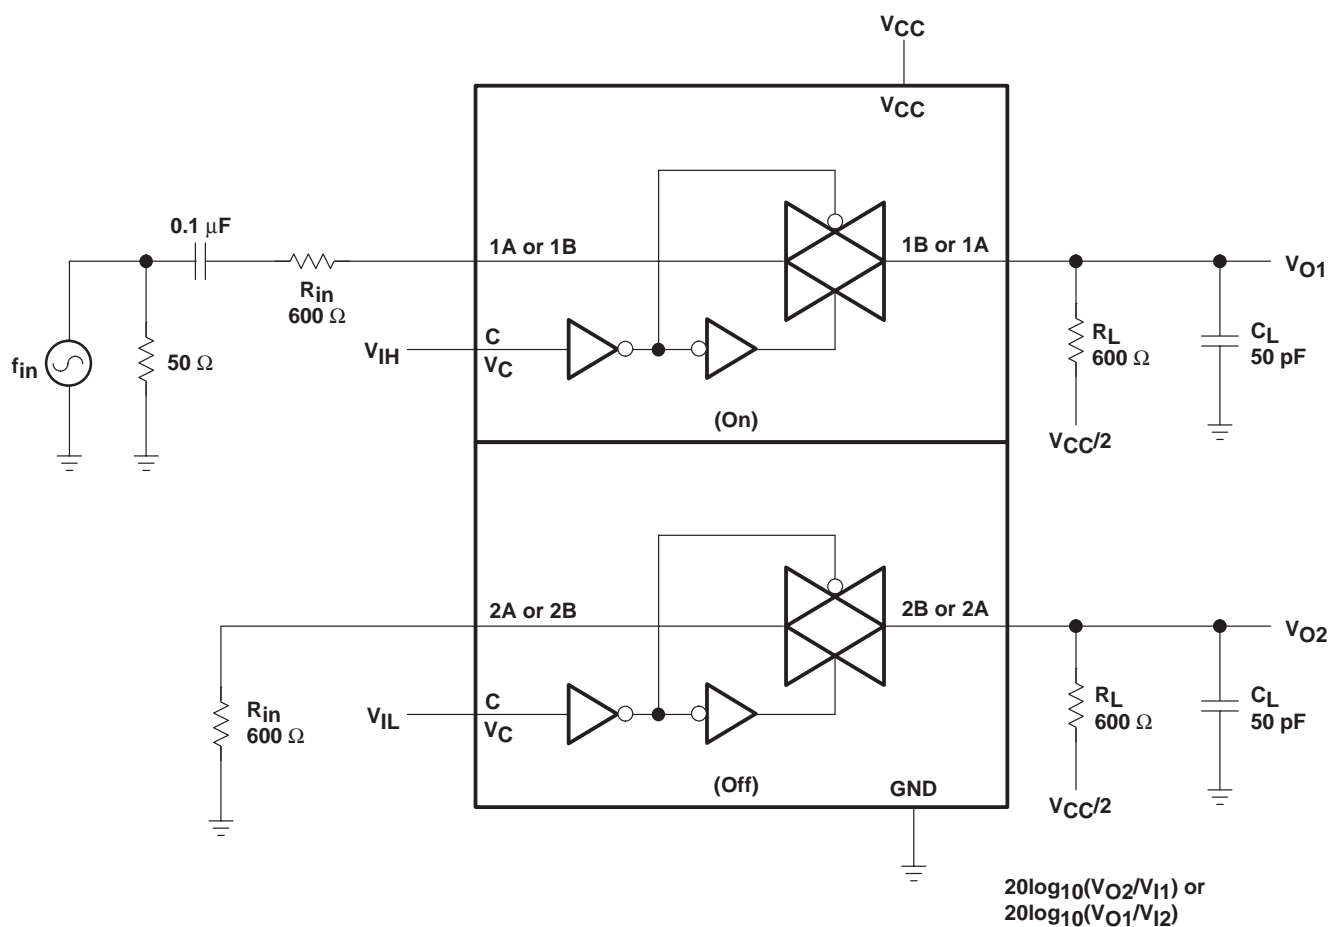 VCC
VCC
0.1 μF
1A or 1B
1B or 1A
VO1
Rin
600 Ω
fin
50 Ω
VIH
C
VC
RL
600 Ω
CL
50 pF
(On)
VCC/2
2A or 2B
2B or 2A
VO2
Rin
600 Ω
VIL
C
VC
RL
600 Ω
CL
50 pF
(Off)
GND
VCC/2
20log10(VO2/VI1) or
20log10(VO1/VI2)